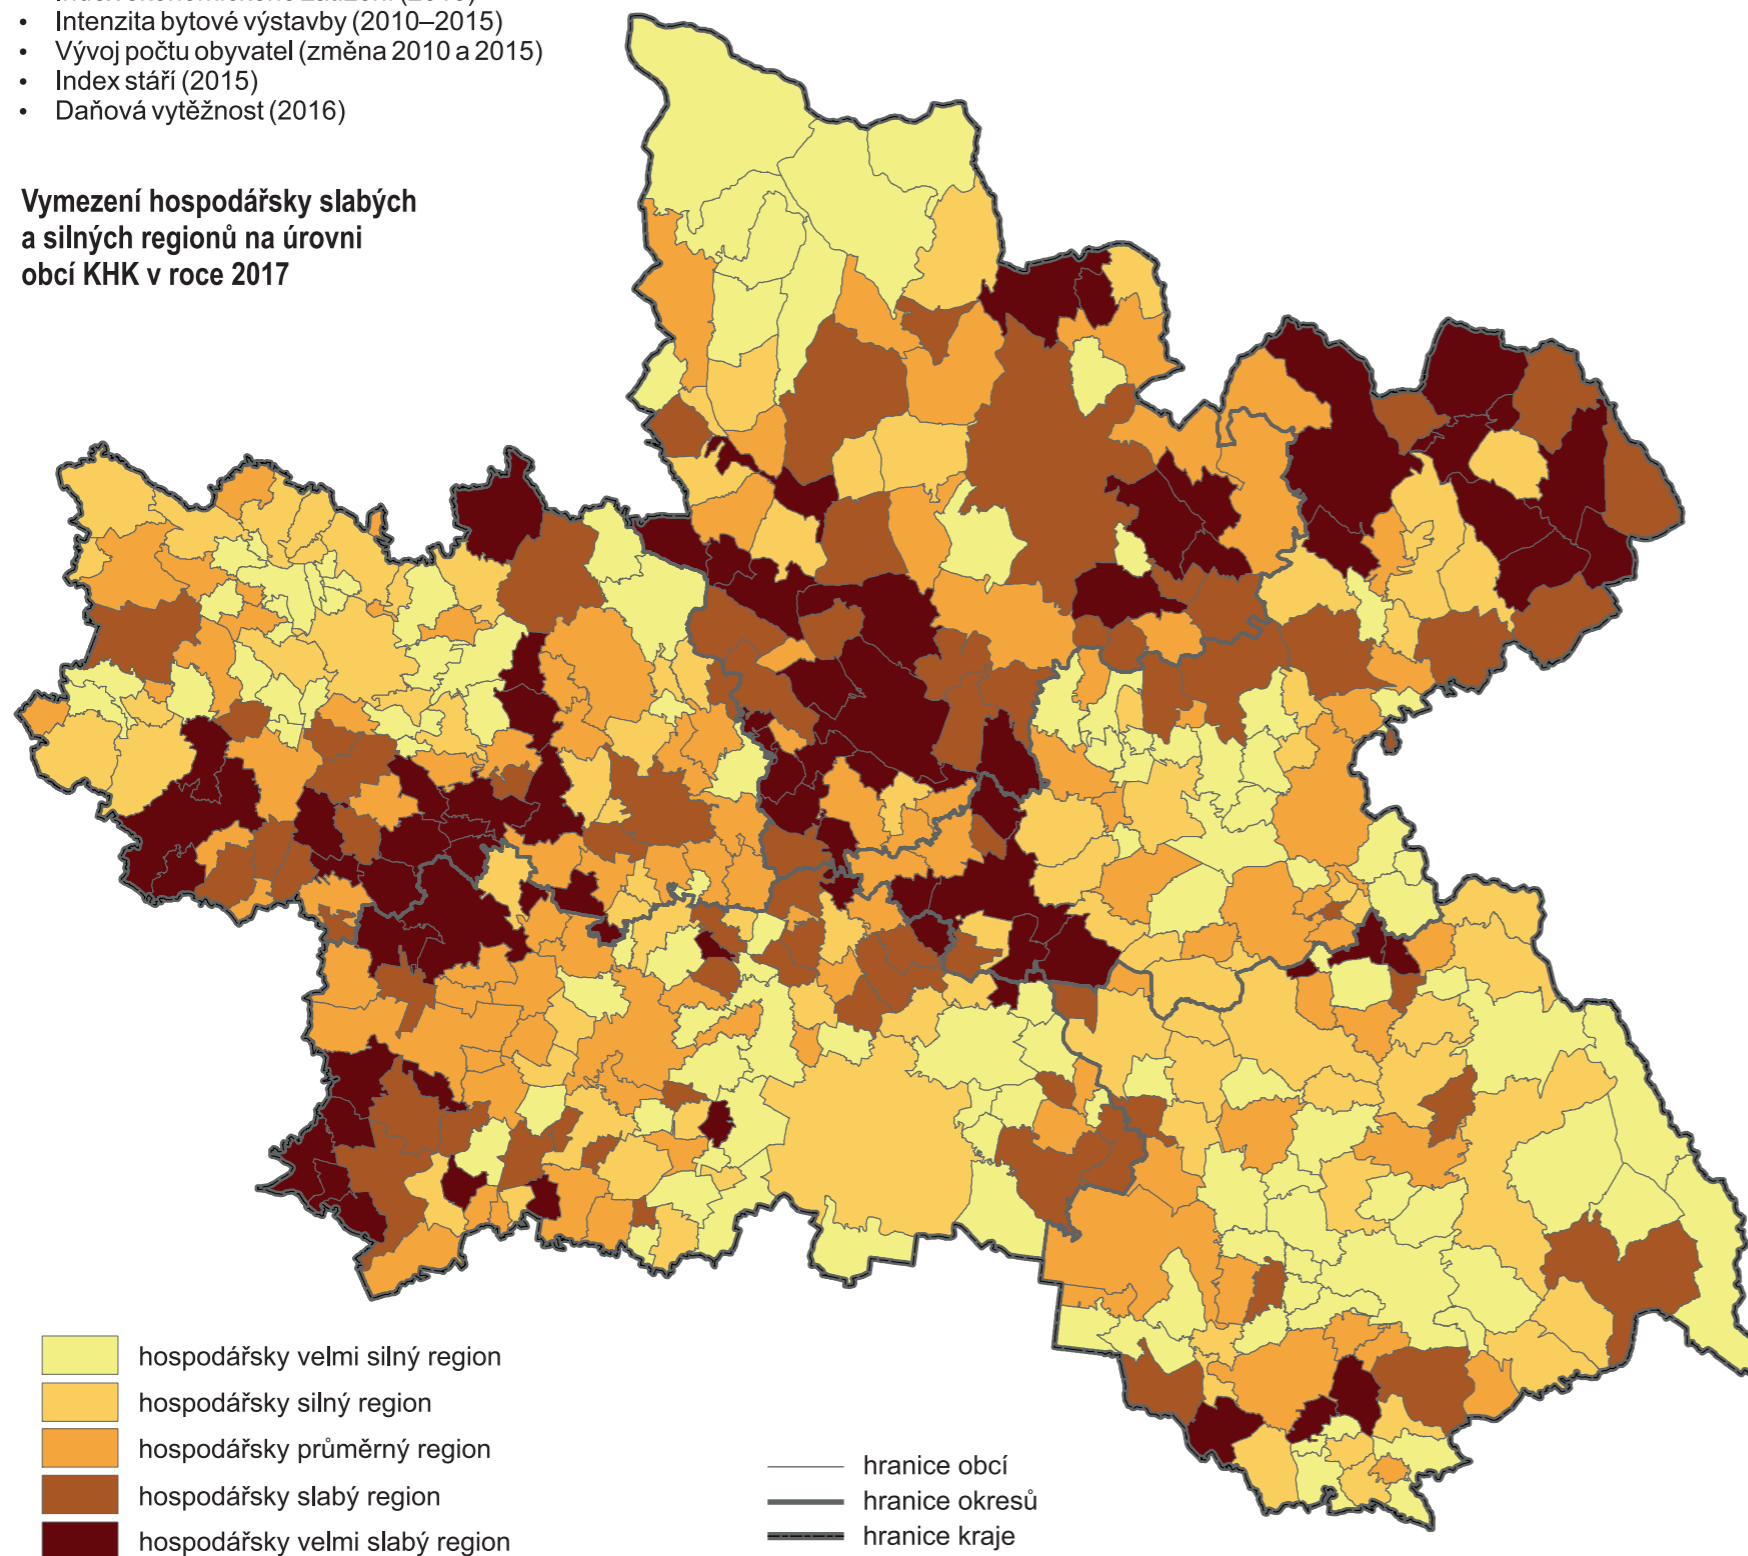 • Intenzita bytové výstavby (2010–2015)
• Vývoj počtu obyvatel (změna 2010 a 2015)
• Index stáří (2015)
• Daňová vytěžnost (2016)
Vymezení hospodářsky slabých
a silných regionů na úrovni
obcí KHK v roce 2017
hospodářsky velmi silný region
hospodářsky silný region
hospodářsky průměrný region
hospodářsky slabý region
hospodářsky velmi slabý region
hranice obcí
hranice okresů
hranice kraje